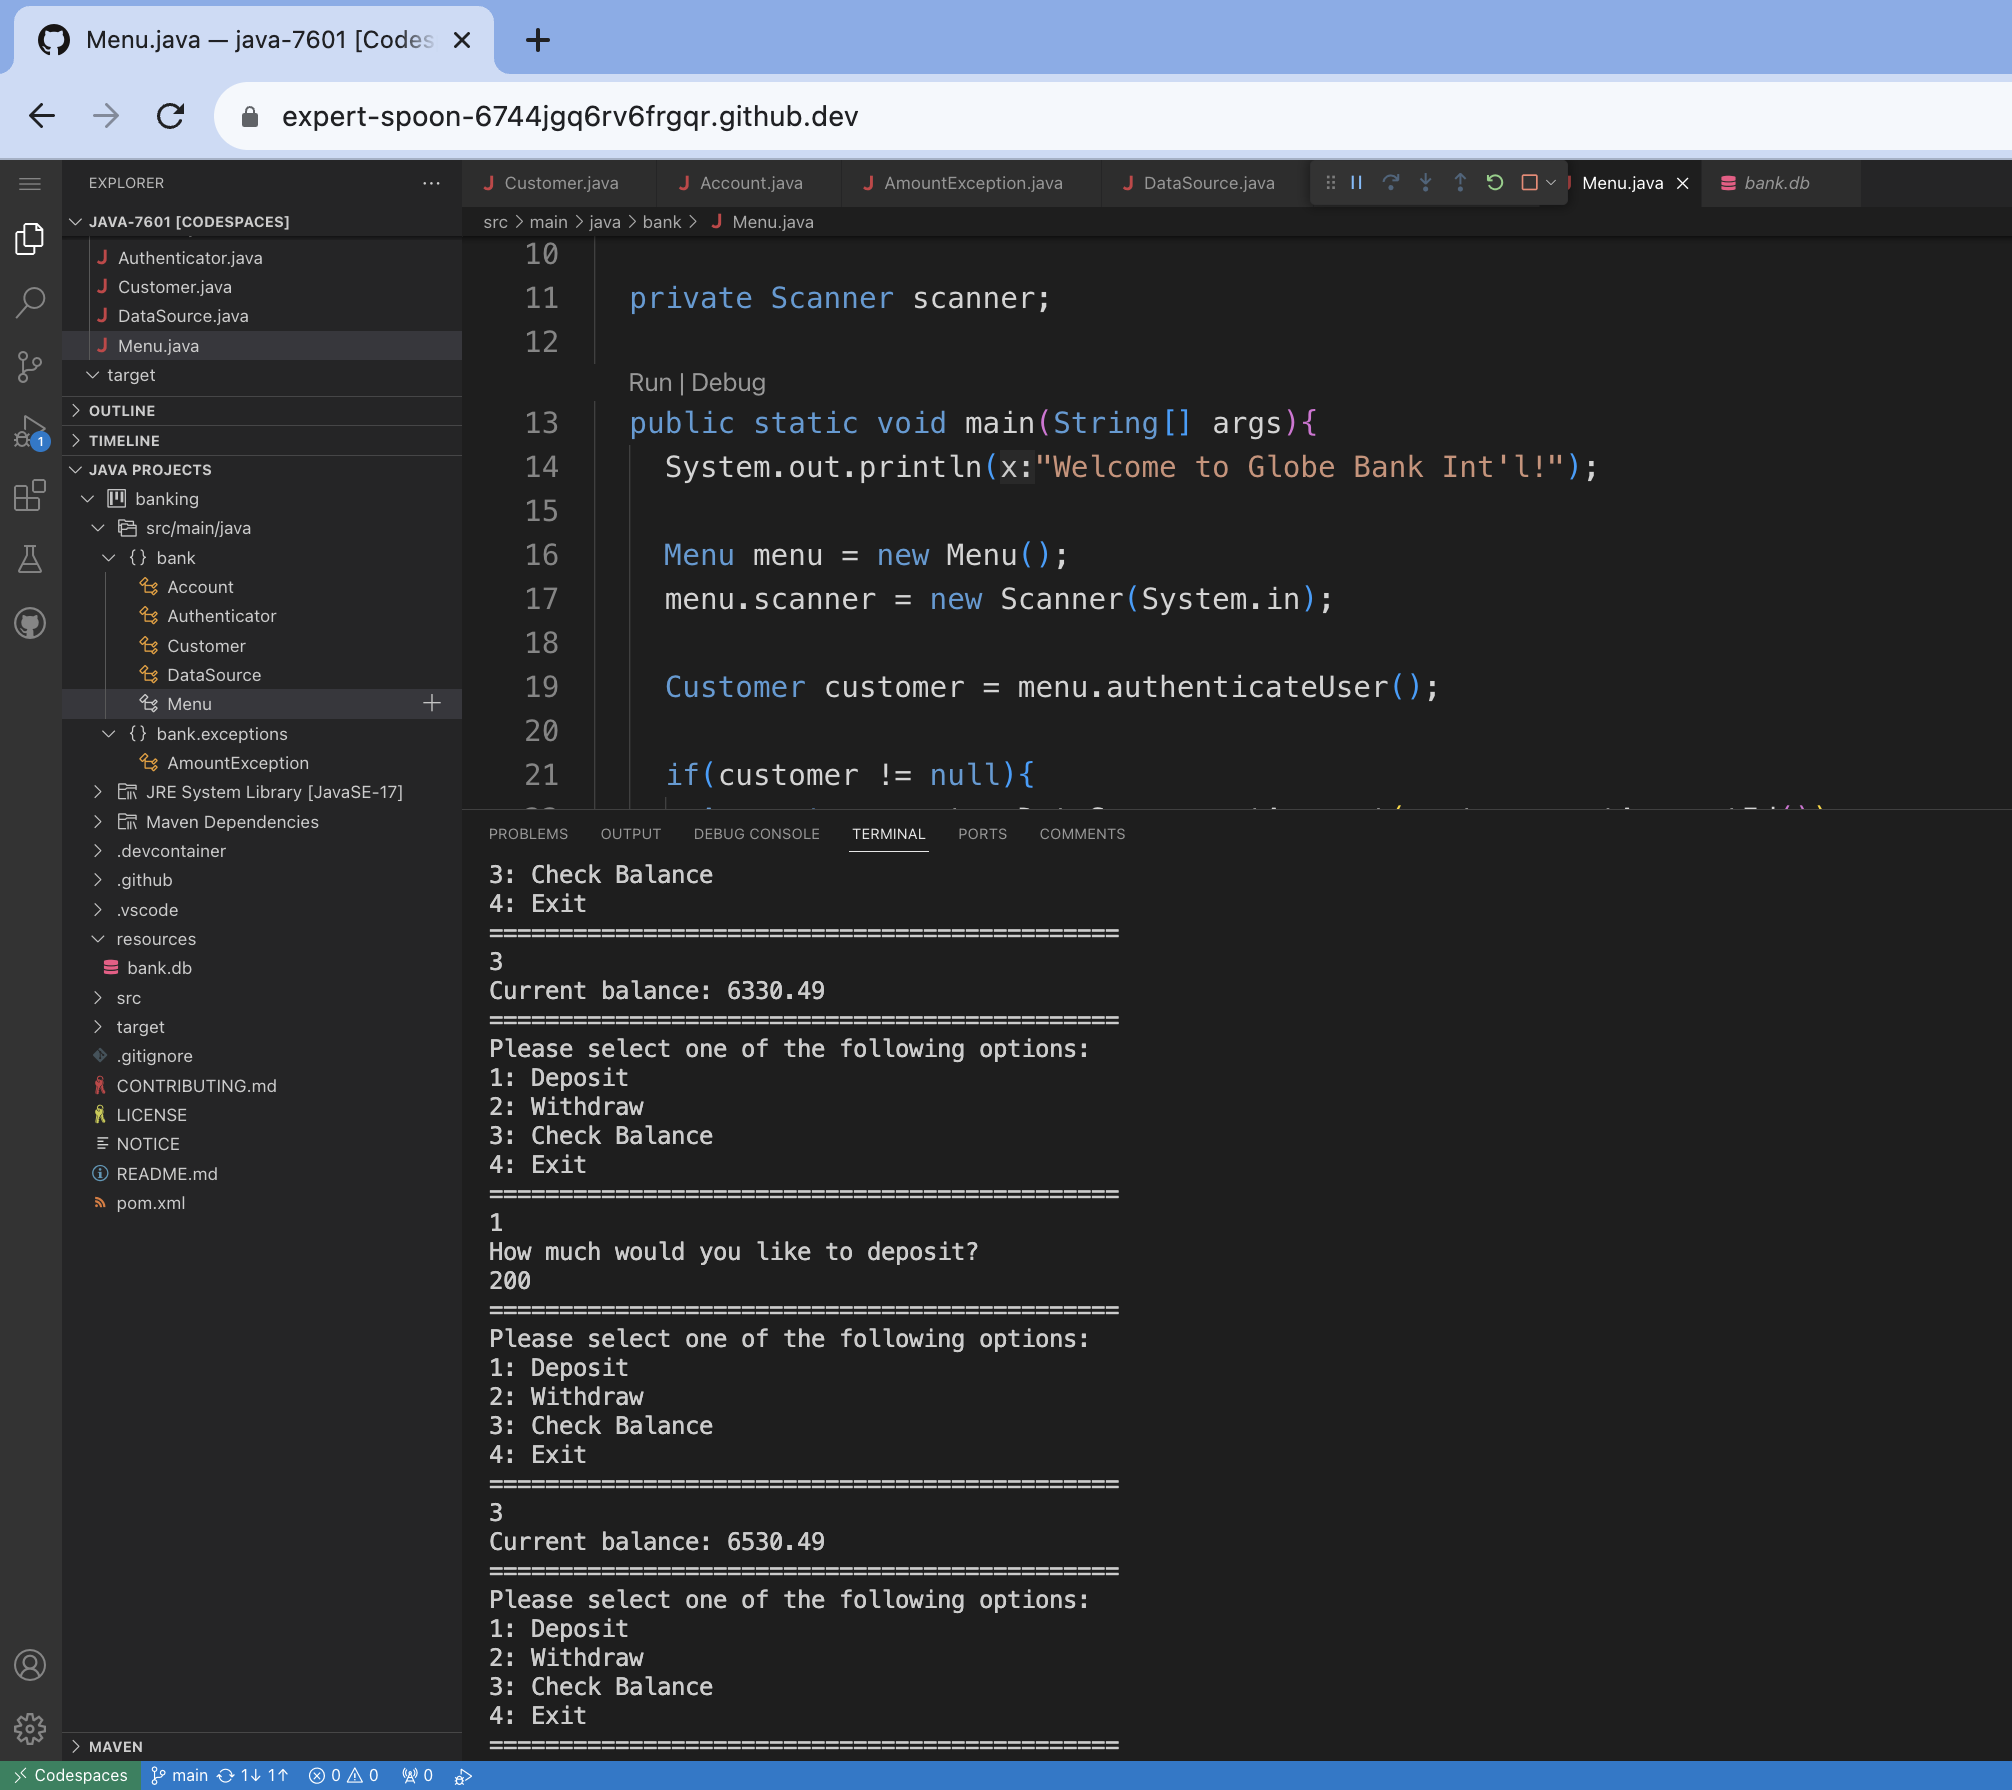 Menu.java — java-7601 [Codes
expert-spoon-6744jgq6rv6frgqr.github.dev
EXPLORER
JAVA-7601 [CODESPACES]
Authenticator.java
Customer.java
DataSource.java
Menu.java
target
OUTLINE
TIMELINE
1
JAVA PROJECTS
banking
src/main/java
bank
Account
Authenticator
Customer
DataSource
Menu
bank.exceptions
AmountException
JRE System Library [JavaSE-17]
Maven Dependencies
.devcontainer
.github
.vscode
resources
bank.db
src
target
.gitignore
CONTRIBUTING.md
LICENSE
NOTICE
README.md
pom.xml
MAVEN
Customer.java Account.java AmountException.java DataSource.java Menu.java bank.db
src > main > java > bank > Menu.java
10
11 private Scanner scanner;
12
Run | Debug
13 public static void main(String[] args){
14 System.out.println(x:"Welcome to Globe Bank Int'l!");
15
16 Menu menu = new Menu();
17 menu.scanner = new Scanner(System.in);
18
19 Customer customer = menu.authenticateUser();
20
21 if(customer != null){
PROBLEMS OUTPUT DEBUG CONSOLE TERMINAL PORTS COMMENTS
3: Check Balance
4: Exit
=============================================
3
Current balance: 6330.49
=============================================
Please select one of the following options:
1: Deposit
2: Withdraw
3: Check Balance
4: Exit
=============================================
1
How much would you like to deposit?
200
=============================================
Please select one of the following options:
1: Deposit
2: Withdraw
3: Check Balance
4: Exit
=============================================
3
Current balance: 6530.49
=============================================
Please select one of the following options:
1: Deposit
2: Withdraw
3: Check Balance
4: Exit
=============================================
Codespaces main 1↓ 1↑ 0 0 0